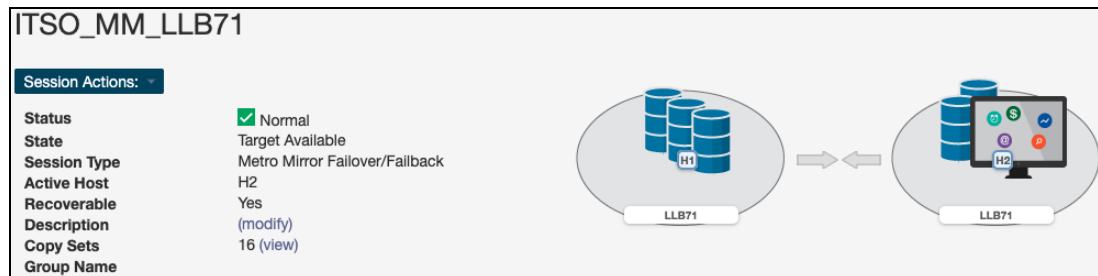 ITSO_MM_LLB71
Session Actions:
Status Normal
State Target Available
Session Type Metro Mirror Failover/Failback
Active Host H2
Recoverable Yes
Description (modify)
Copy Sets 16 (view)
Group Name
H1
LLB71
$
@
H2
LLB71